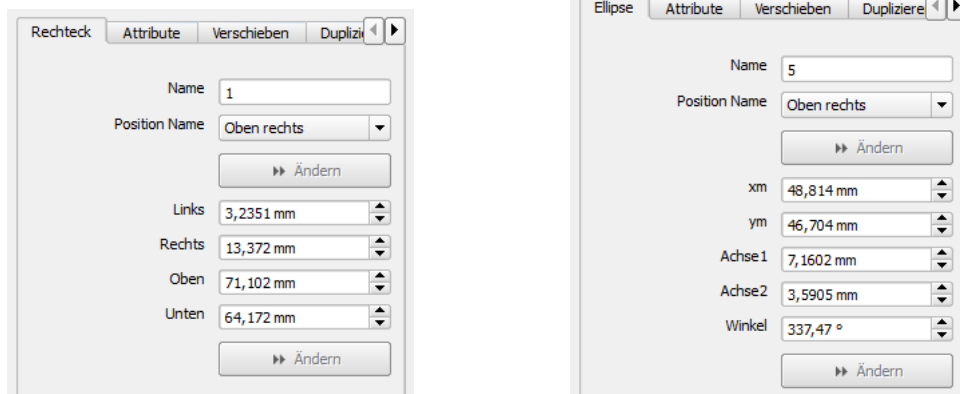 Rechteck Attribute Verschieben Duplizi
Name 1
Position Name Oben rechts
Ändern
Links 3,2351 mm
Rechts 13,372 mm
Oben 71,102 mm
Unten 64,172 mm
Ändern
Ellipse Attribute Verschieben Dupliziere
Name 5
Position Name Oben rechts
Ändern
xm 48,814 mm
ym 46,704 mm
Achse1 7,1602 mm
Achse2 3,5905 mm
Winkel 337,47 °
Ändern